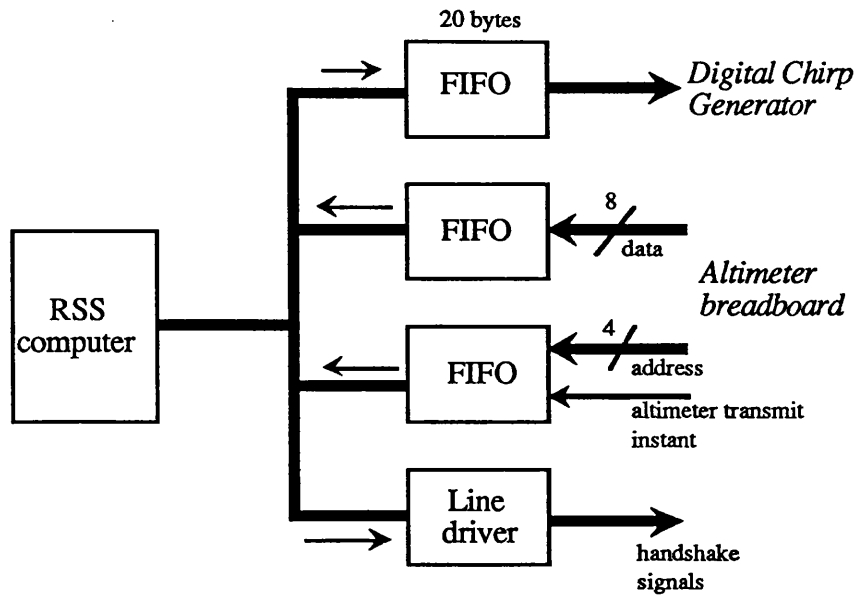 20 bytes
FIFO
Digital Chirp
Generator
FIFO
8
data
Altimeter
breadboard
RSS
computer
FIFO
4
address
altimeter transmit
instant
Line
driver
handshake
signals